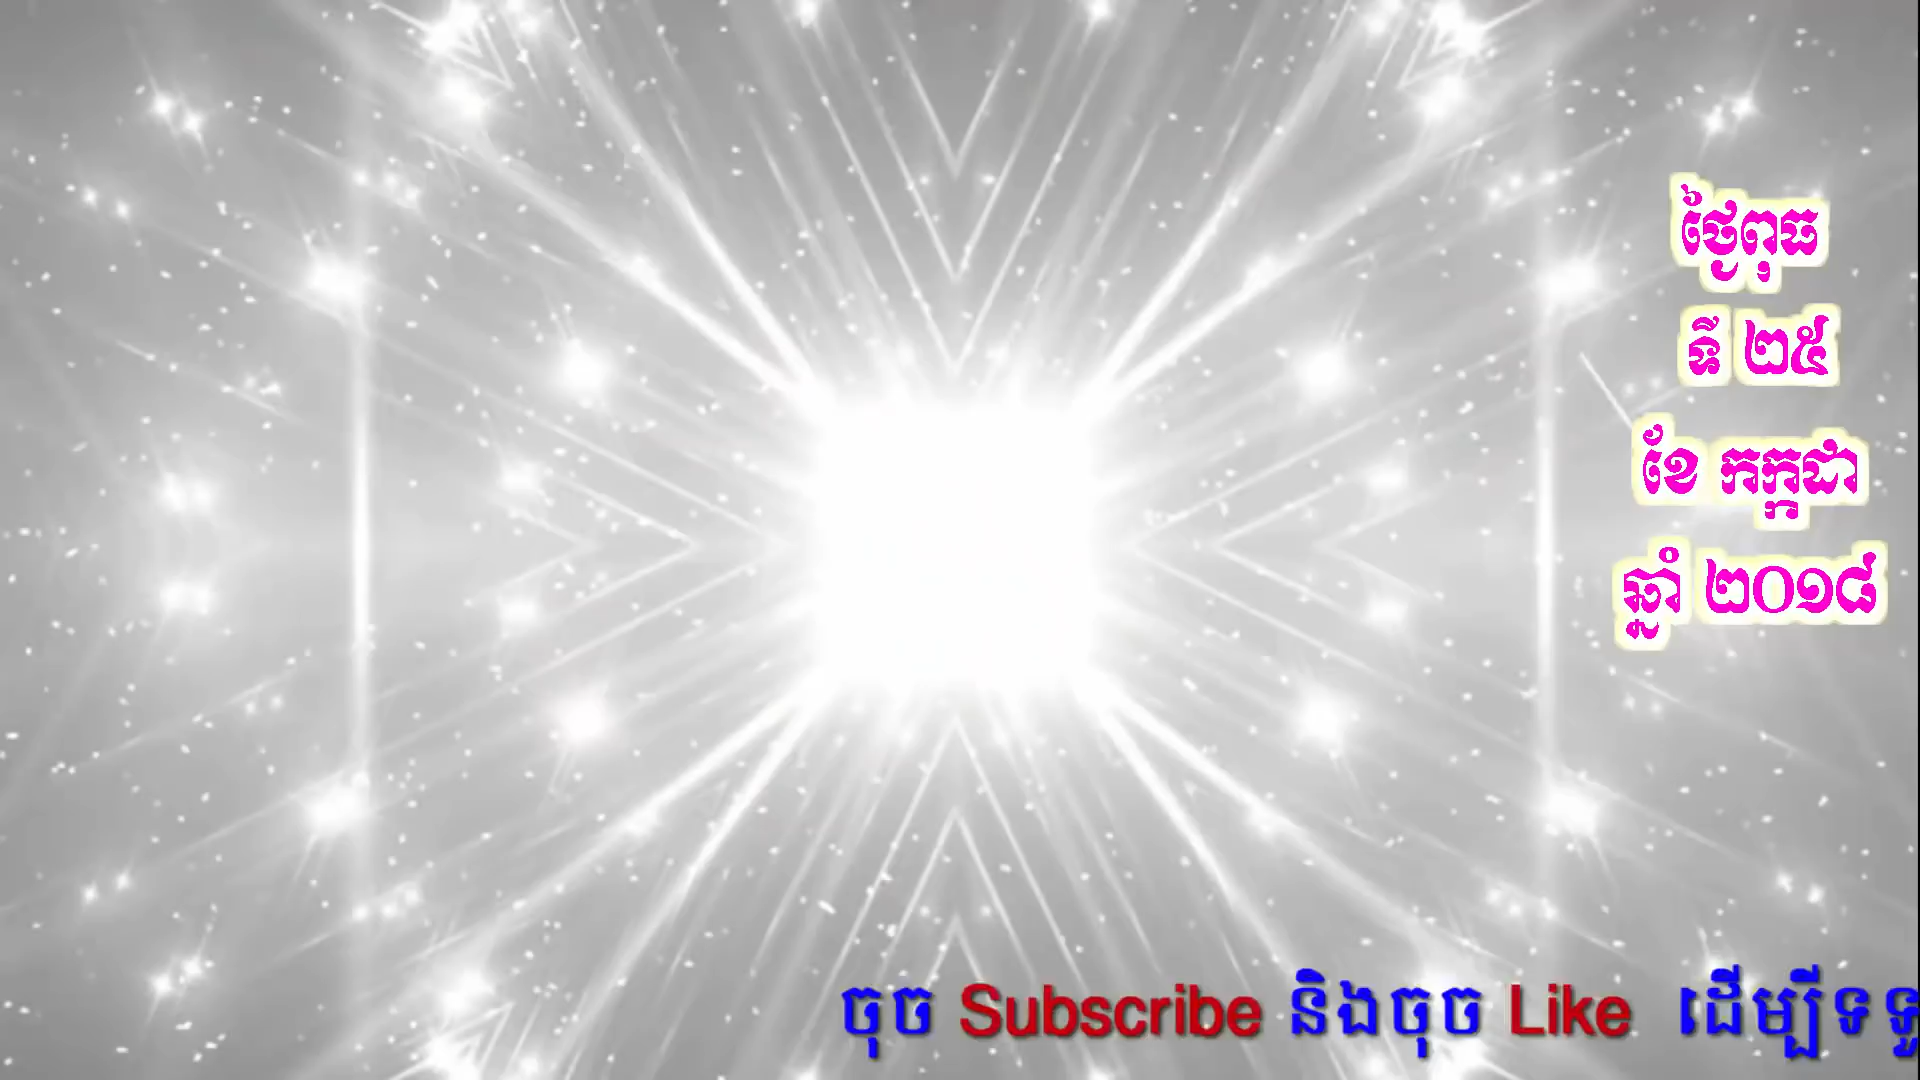 ថ្ងៃពុធ
ទី ២៥
ខែ កក្កដា
ឆ្នាំ ២០១៨
ចុច Subscribe និងចុច Like ដើម្បីទទួ